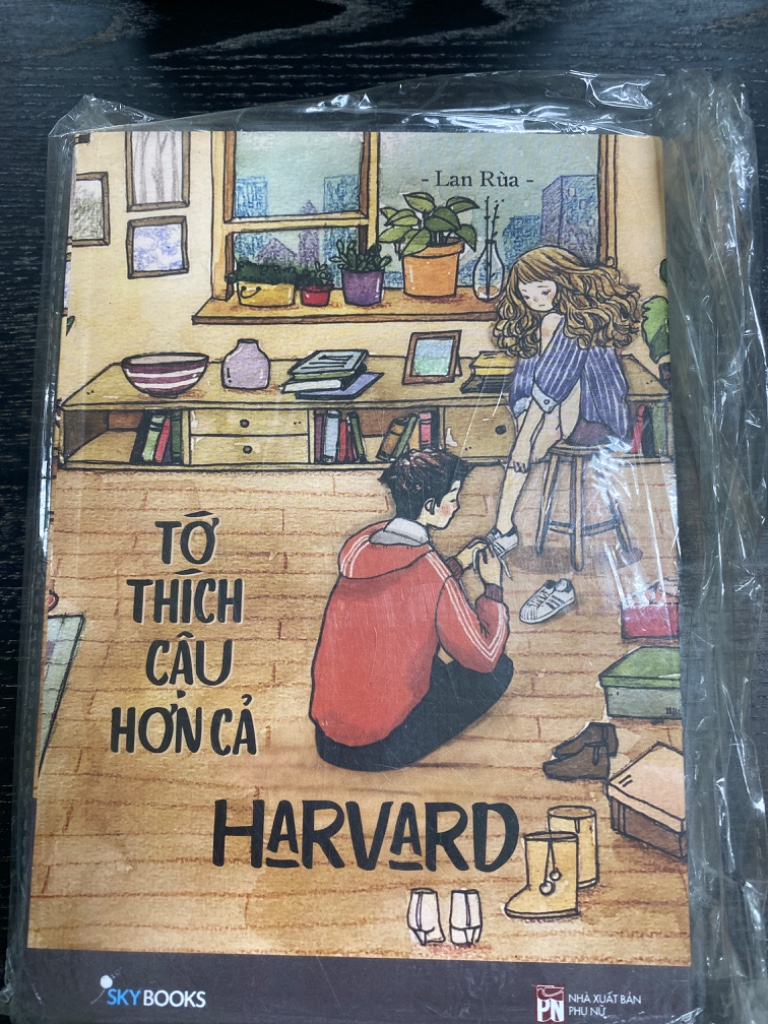 - Lan Rùa -
TỚ
THÍCH
CẬU
HƠN CẢ
HARVARD
SKYBOOKS
PN
NHÀ XUẤT BẢN
PHỤ NỮ